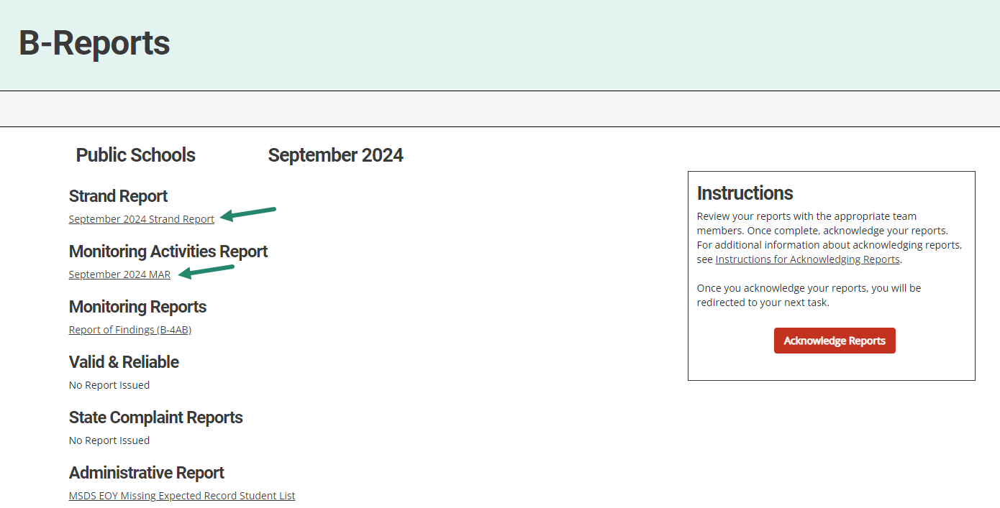 B-Reports
Public Schools
September 2024
Strand Report
September 2024 Strand Report
Monitoring Activities Report
September 2024 MAR
Monitoring Reports
Report of Findings (B-4AB)
Valid & Reliable
No Report Issued
State Complaint Reports
No Report Issued
Administrative Report
MSDS EOY Missing Expected Record Student List
Instructions
Review your reports with the appropriate team
members. Once complete, acknowledge your reports.
For additional information about acknowledging reports,
see Instructions for Acknowledging Reports.
Once you acknowledge your reports, you will be
redirected to your next task.
Acknowledge Reports